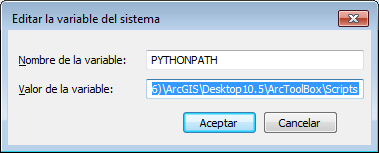 Editar la variable del sistema
Nombre de la variable: PYTHONPATH
Valor de la variable: 6)\ArcGIS\Desktop10.5\ArcToolBox\Scripts
Aceptar Cancelar